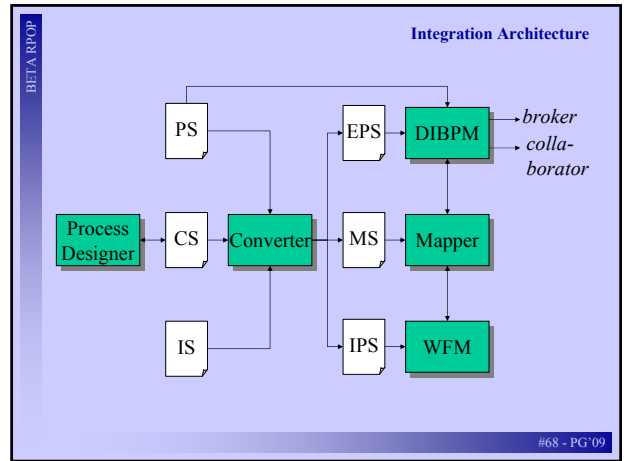 BETA RPOP
Integration Architecture
PS
EPS
DIBPM
broker
colla-
borator
Process
Designer
CS
Converter
MS
Mapper
IS
IPS
WFM
#68 - PG'09